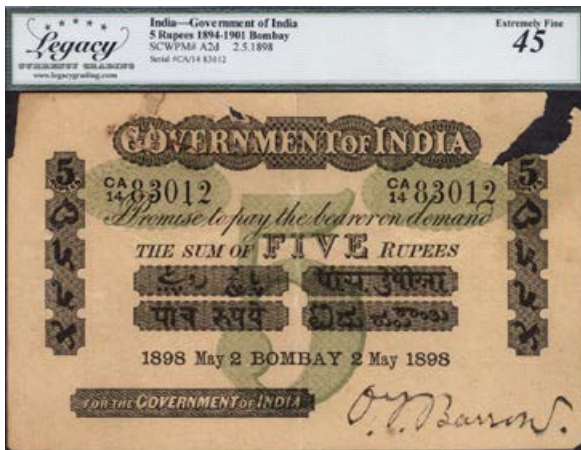 Legacy
CURRENCY GRADING
www.legacygrading.com
India—Government of India
5 Rupees 1894-1901 Bombay
SCWPM# A2d 2.5.1898
Serial #CA/14 83012
Extremely Fine
45
GOVERNMENT OF INDIA
5 5
CA/14 83012 CA/14 83012
I Promise to pay the bearer on demand
THE SUM OF FIVE RUPEES
पांच रुपये
1898 May 2 BOMBAY 2 May 1898
FOR THE GOVERNMENT OF INDIA
O.T. Barrow.
5